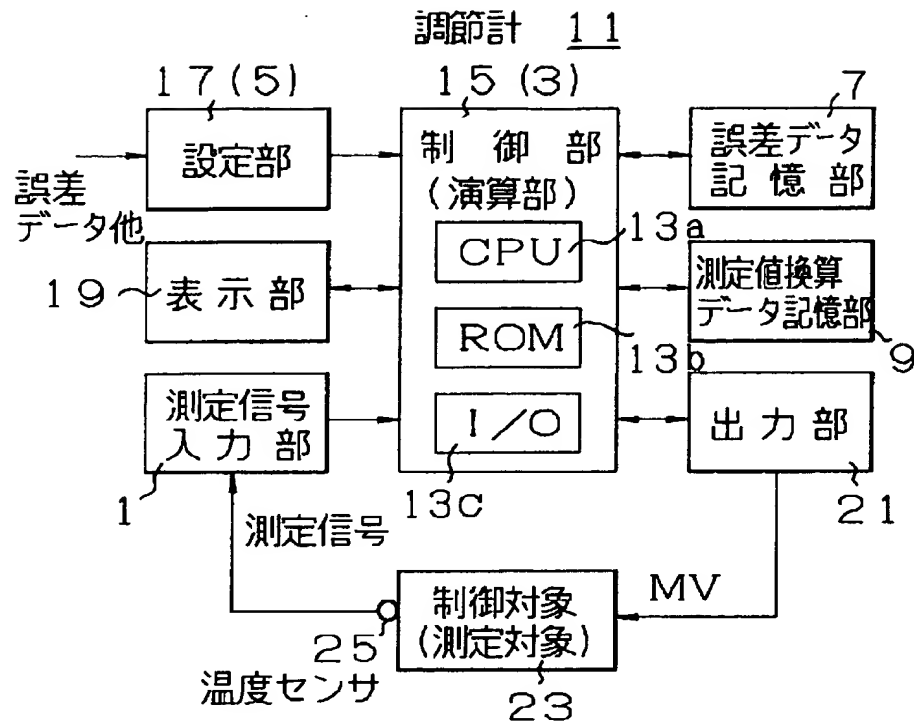 調節計 11
17(5)
設定部
誤差
データ他
19
表示部
測定信号
入力部
1
測定信号
15(3)
制御部
(演算部)
CPU
13a
ROM
13b
I/O
13c
7
誤差データ
記憶部
測定値換算
データ記憶部
9
出力部
21
MV
制御対象
(測定対象)
23
25
温度センサ